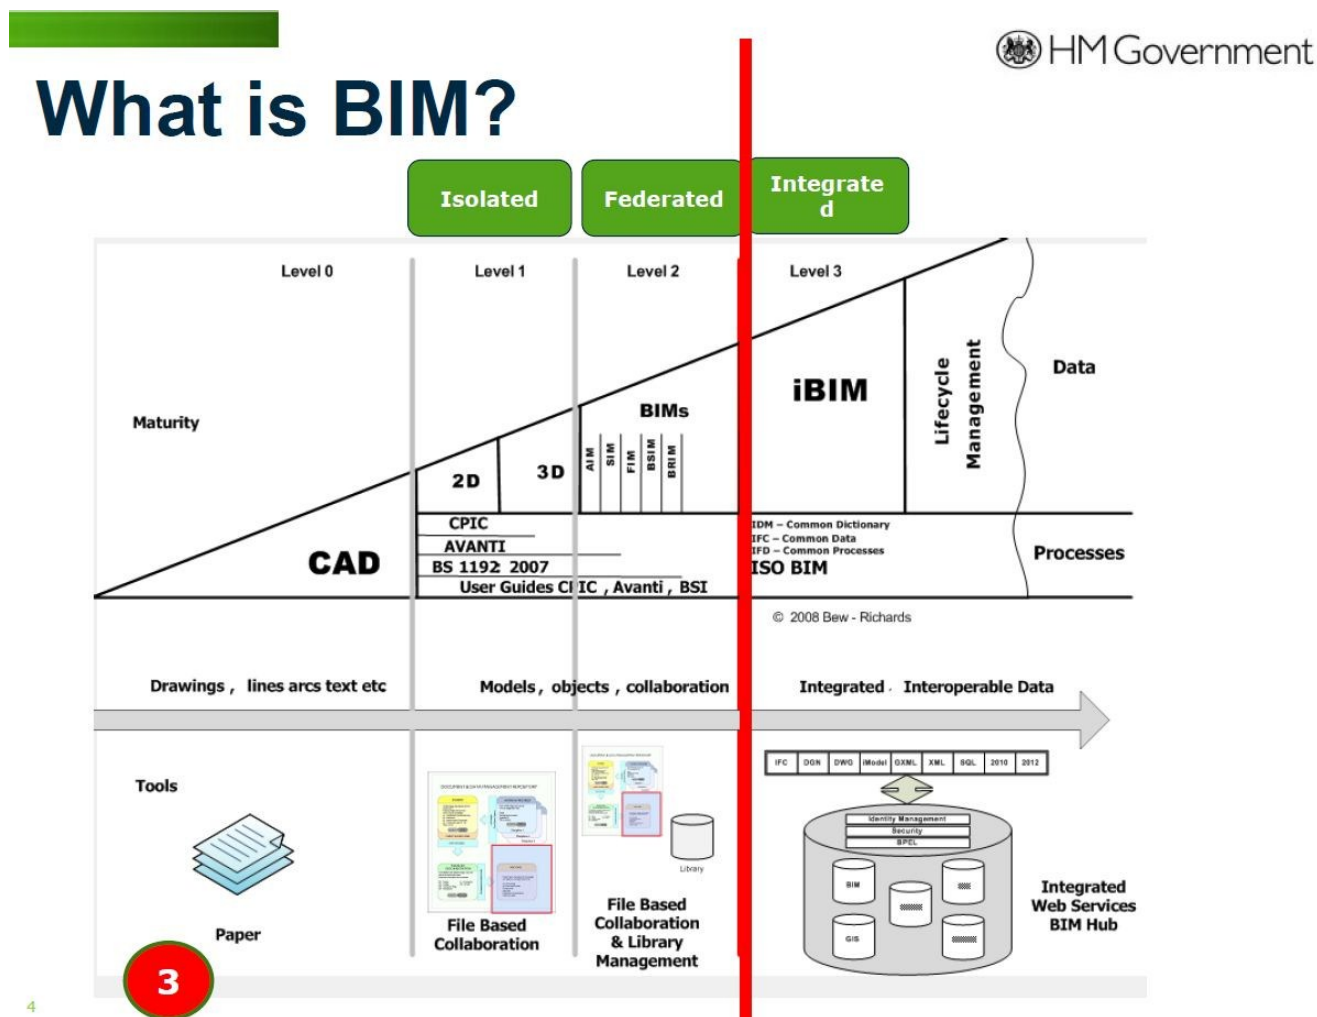 HM Government
What is BIM?
Isolated
Federated
Integrate
d
Level 0
Level 1
Level 2
Level 3
Maturity
CAD
2D
3D
BIMs
AIM
SIM
FIM
BSIM
BRIM
iBIM
Lifecycle
Management
Data
CPIC
AVANTI
BS 1192: 2007
User Guides CPIC , Avanti , BSI
IDM – Common Dictionary
IFC – Common Data
IFD – Common Processes
ISO BIM
Processes
© 2008 Bew - Richards
Drawings , lines arcs text etc
Models , objects , collaboration
Integrated , Interoperable Data
Tools
Paper
DOCUMENT & DATA MANAGEMENT REPOSITORY
File Based
Collaboration
Library
File Based
Collaboration
& Library
Management
IFC DGN DWG iModel GXML XML SQL 2010 2012
Identity Management
Security
BPEL
BIM
GIS
Integrated
Web Services
BIM Hub
3
4